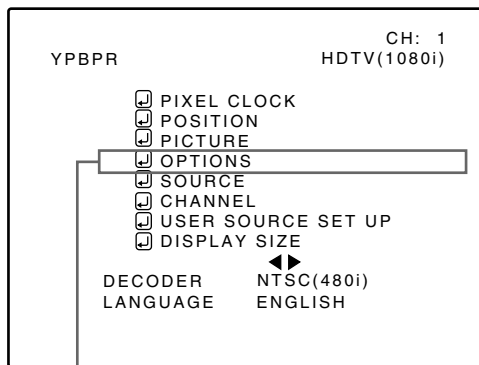 CH: 1
YPBPR HDTV(1080i)
PIXEL CLOCK
POSITION
PICTURE
OPTIONS
SOURCE
CHANNEL
USER SOURCE SET UP
DISPLAY SIZE
DECODER NTSC(480i)
LANGUAGE ENGLISH